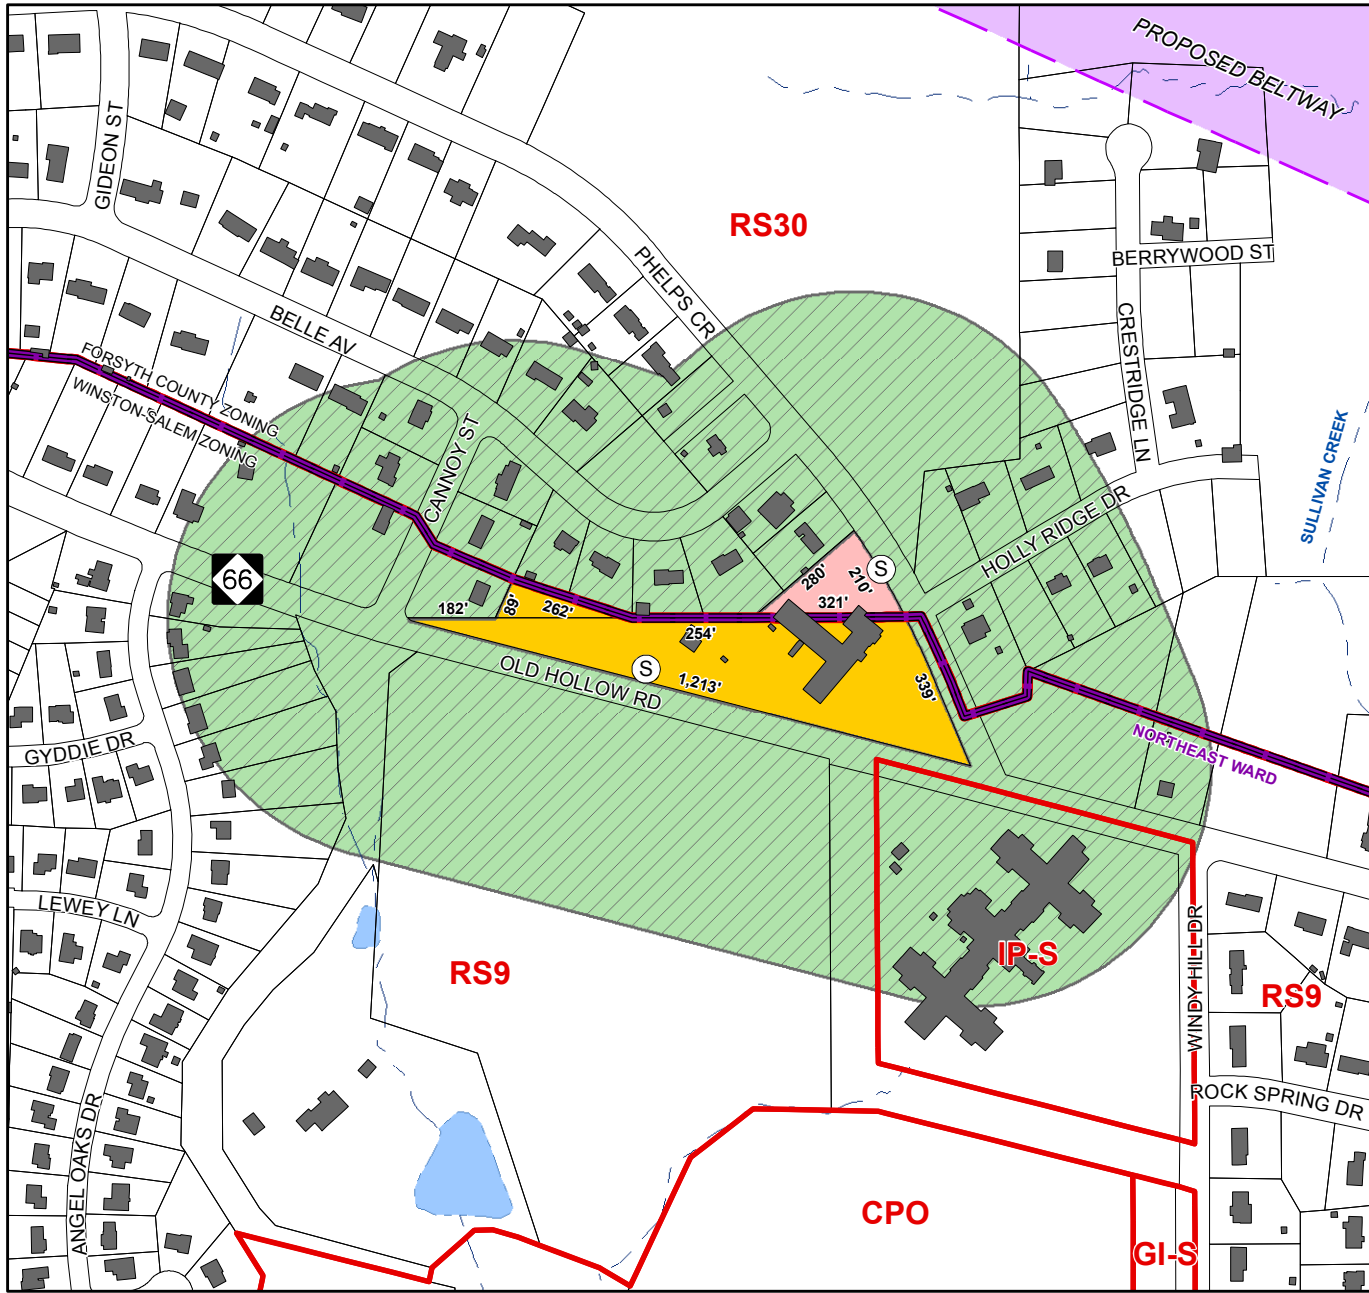 PROPOSED BELTWAY
GIDEON ST
RS30
BERRYWOOD ST
PHELPS CR
BELLE AV
CRESTRIDGE LN
FORSYTH COUNTY ZONING
WINSTON-SALEM ZONING
CANNOY ST
SULLIVAN CREEK
HOLLY RIDGE DR
66
S
280'
210'
182'
89'
262'
321'
254'
S
1,213'
339'
OLD HOLLOW RD
NORTHEAST WARD
GYDDIE DR
LEWEY LN
RS9
IP-S
WINDY HILL DR
RS9
ROCK SPRING DR
ANGEL OAKS DR
CPO
GI-S